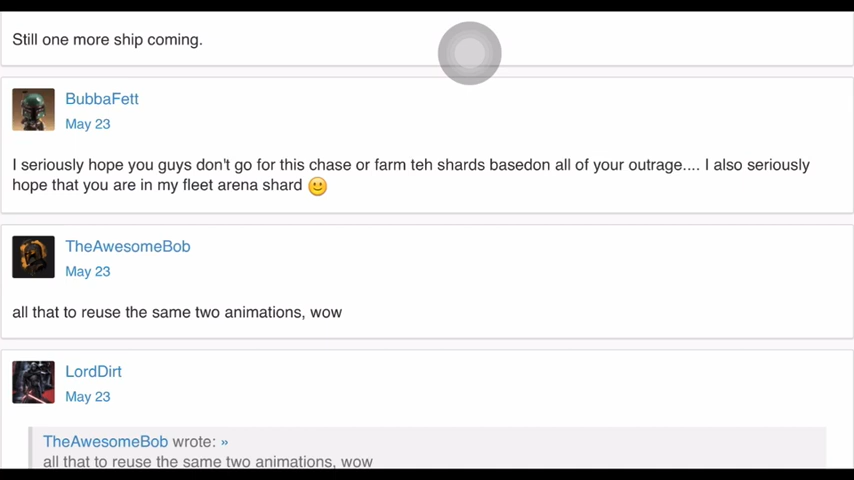 Still one more ship coming.
BubbaFett
May 23
I seriously hope you guys don't go for this chase or farm teh shards basedon all of your outrage.... I also seriously
hope that you are in my fleet arena shard 🙂
TheAwesomeBob
May 23
all that to reuse the same two animations, wow
LordDirt
May 23
TheAwesomeBob wrote: »
all that to reuse the same two animations, wow